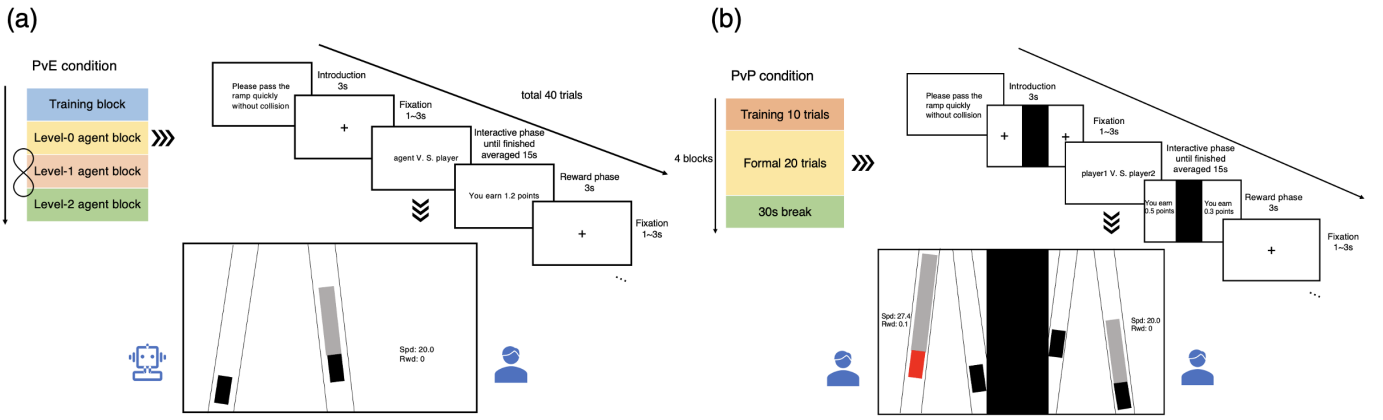 (a)
PvE condition
Training block
Level-0 agent block
Level-1 agent block
Level-2 agent block
Please pass the
ramp quickly
without collision
Introduction
3s
+
Fixation
1~3s
total 40 trials
agent V. S. player
Interactive phase
until finished
averaged 15s
You earn 1.2 points
Reward phase
3s
+
Fixation
1~3s
...
Spd: 20.0
Rwd: 0
(b)
PvP condition
4 blocks
Training 10 trials
Formal 20 trials
30s break
Please pass the
ramp quickly
without collision
Introduction
3s
+
+
Fixation
1~3s
player1 V. S. player2
Interactive phase
until finished
averaged 15s
You earn
0.5 points
You earn
0.3 points
Reward phase
3s
+
Fixation
1~3s
...
Spd: 27.4
Rwd: 0.1
Spd: 20.0
Rwd: 0